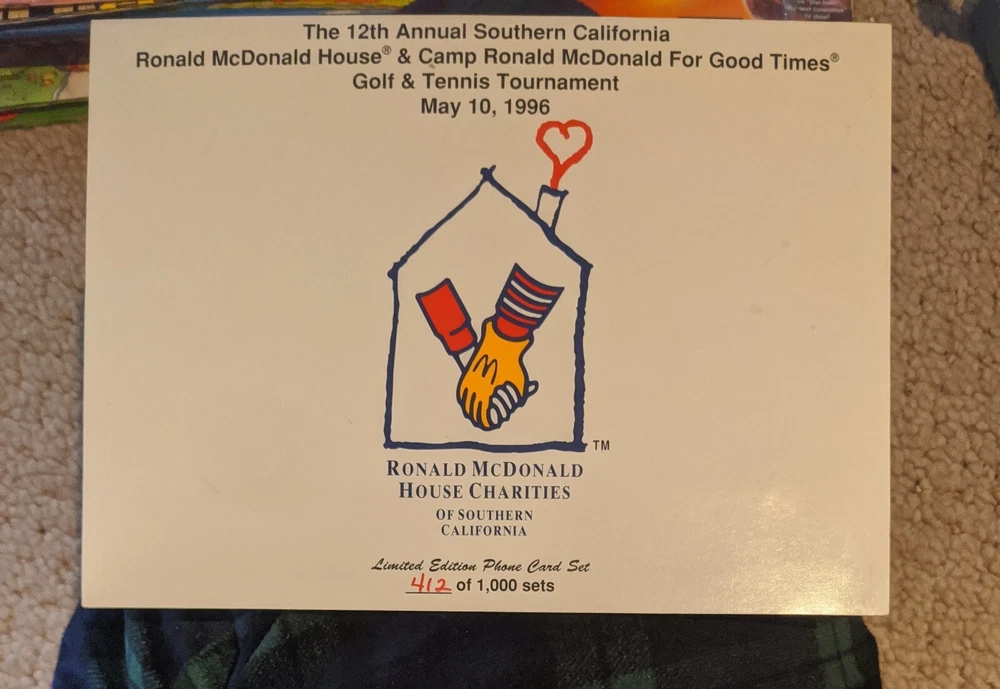 The 12th Annual Southern California
Ronald McDonald House® & Camp Ronald McDonald For Good Times®
Golf & Tennis Tournament
May 10, 1996
TM
RONALD MCDONALD
HOUSE CHARITIES
OF SOUTHERN
CALIFORNIA
Limited Edition Phone Card Set
412 of 1,000 sets